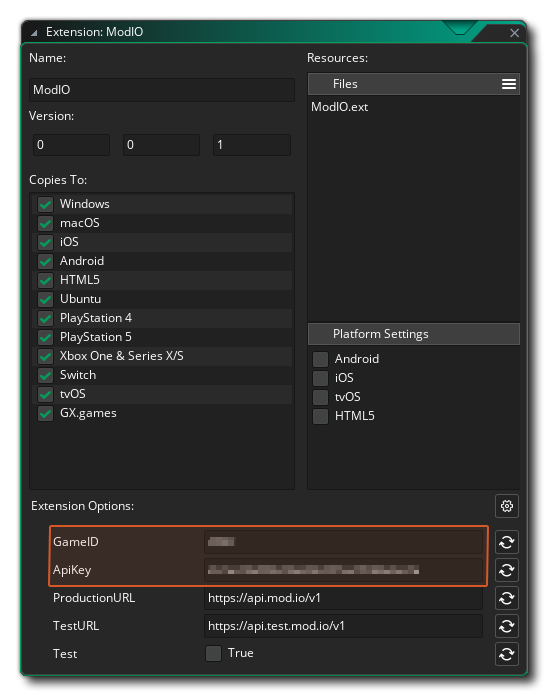 Extension: ModIO
Name:
ModIO
Version:
0 0 1
Copies To:
Windows
macOS
iOS
Android
HTML5
Ubuntu
PlayStation 4
PlayStation 5
Xbox One & Series X/S
Switch
tvOS
GX.games
Resources:
Files
ModIO.ext
Platform Settings
Android
iOS
tvOS
HTML5
Extension Options:
GameID
ApiKey
ProductionURL https://api.mod.io/v1
TestURL https://api.test.mod.io/v1
Test True